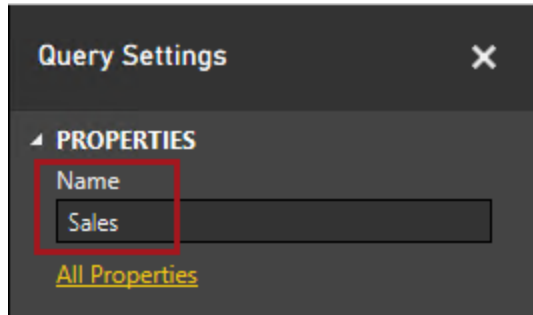 Query Settings
PROPERTIES
Name
Sales
All Properties